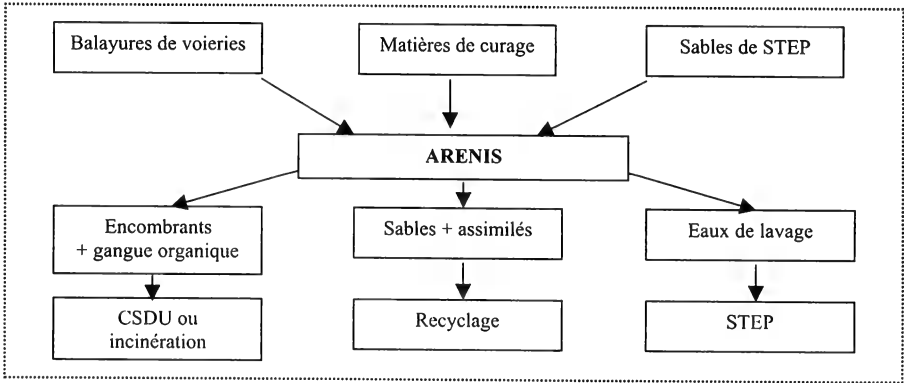 Balayures de voieries
Matières de curage
Sables de STEP
ARENIS
Encombrants
+ gangue organique
Sables + assimilés
Eaux de lavage
CSDU ou
incinération
Recyclage
STEP